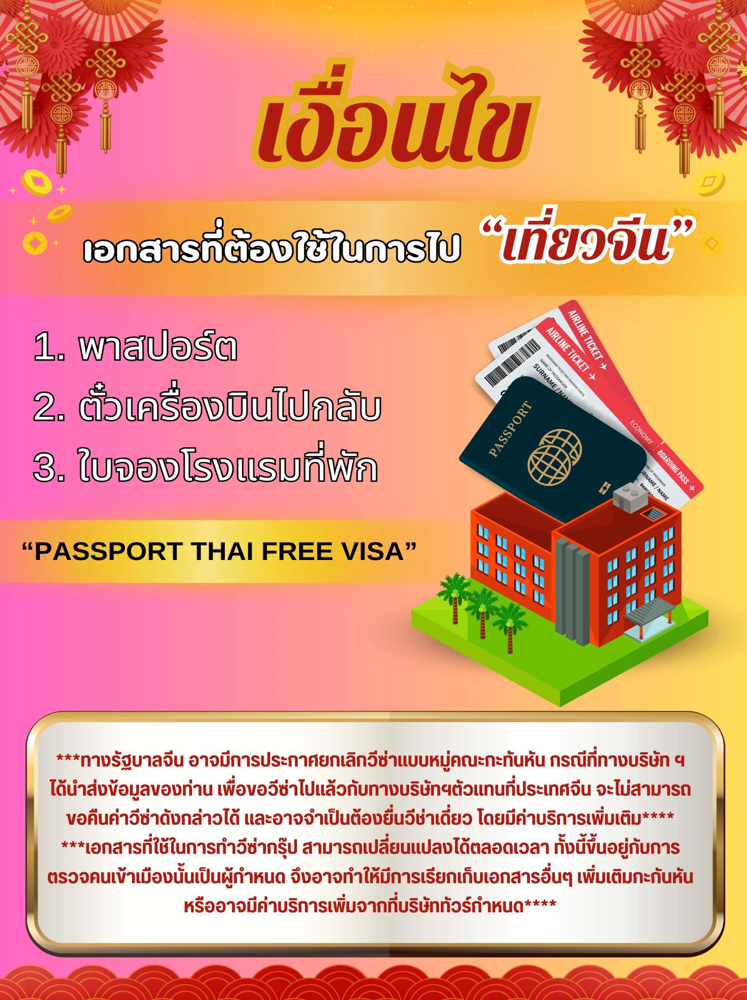 เงื่อนไข
เอกสารที่ต้องใช้ในการไป “เที่ยวจีน”
1. พาสปอร์ต
2. ตั๋วเครื่องบินไปกลับ
3. ใบจองโรงแรมที่พัก
AIRLINE TICKET
AIRLINE TICKET
PASSENGER TICKET AND BAGGAGE CHECK
NAME OF PASSANGER
SURNAME / NAME
PASSPORT
ECONOMY
BOARDING PASS
NAME OF PASSANGER
SURNAME / NAME
“PASSPORT THAI FREE VISA”
***ทางรัฐบาลจีน อาจมีการประกาศยกเลิกวีซ่าแบบหมู่คณะกะทันหัน กรณีที่ทางบริษัท ฯ
ได้นำส่งข้อมูลของท่าน เพื่อขอวีซ่าไปแล้วกับทางบริษัทฯตัวแทนที่ประเทศจีน จะไม่สามารถ
ขอคืนค่าวีซ่าดังกล่าวได้ และอาจจำเป็นต้องยื่นวีซ่าเดี่ยว โดยมีค่าบริการเพิ่มเติม****
***เอกสารที่ใช้ในการทำวีซ่ากรุ๊ป สามารถเปลี่ยนแปลงได้ตลอดเวลา ทั้งนี้ขึ้นอยู่กับการ
ตรวจคนเข้าเมืองนั้นเป็นผู้กำหนด จึงอาจทำให้มีการเรียกเก็บเอกสารอื่นๆ เพิ่มเติมกะกันหัน
หรืออาจมีค่าบริการเพิ่มจากที่บริษัททัวร์กำหนด****